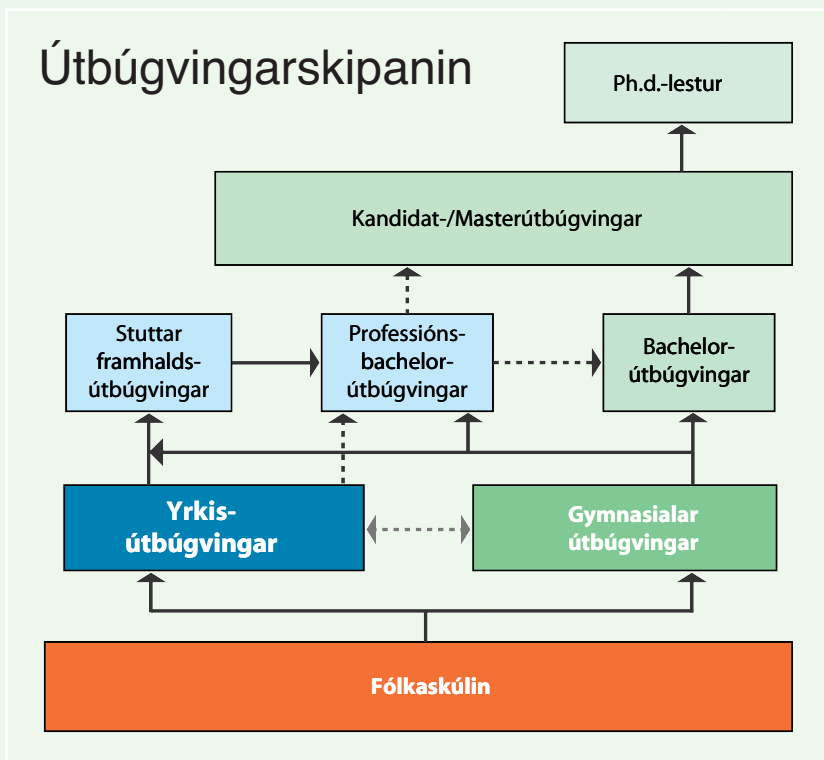 Útbúgvingarskipanin
Ph.d.-lestur
Kandidat-/Masterútbúgvingar
Stuttar
framhalds-
útbúgvingar
Professións-
bachelor-
útbúgvingar
Bachelor-
útbúgvingar
Yrkis-
útbúgvingar
Gymnasialar
útbúgvingar
Fólkaskúlin